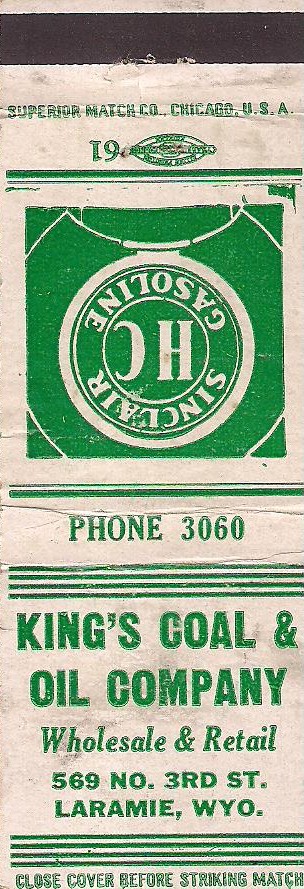 SUPERIOR MATCH CO., CHICAGO, U.S.A.
19
SINCLAIR
GASOLINE
HC
PHONE 3060
KING'S COAL &
OIL COMPANY
Wholesale & Retail
569 NO. 3RD ST.
LARAMIE, WYO.
CLOSE COVER BEFORE STRIKING MATCH